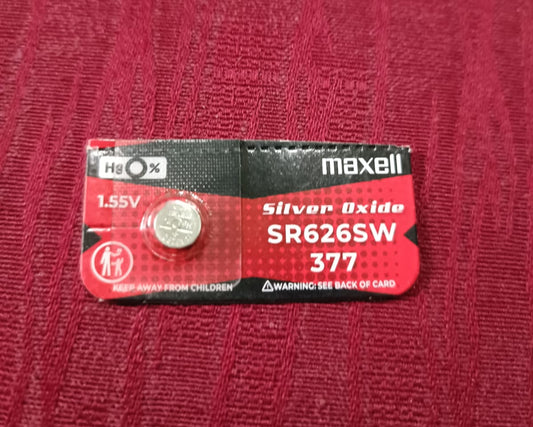 Hg0%
maxell
1.55V
Silver Oxide
SR626SW
377
KEEP AWAY FROM CHILDREN
WARNING: SEE BACK OF CARD